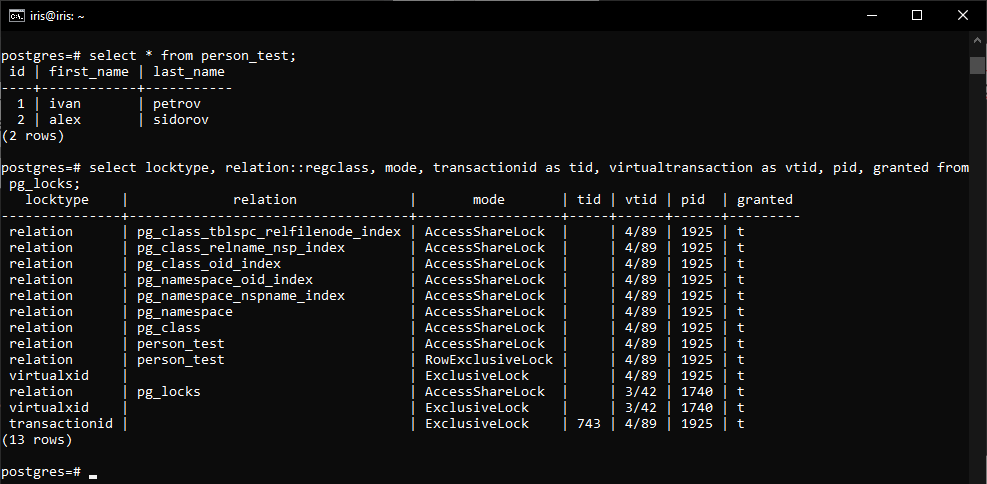 iris@iris: ~
postgres=# select * from person_test;
 id | first_name | last_name
----+------------+-----------
  1 | ivan       | petrov
  2 | alex       | sidorov
(2 rows)
postgres=# select locktype, relation::regclass, mode, transactionid as tid, virtualtransaction as vtid, pid, granted from
 pg_locks;
   locktype    |             relation              |       mode       | tid | vtid | pid  | granted
---------------+-----------------------------------+------------------+-----+------+------+---------
 relation      | pg_class_tblspc_relfilenode_index | AccessShareLock  |     | 4/89 | 1925 | t
 relation      | pg_class_relname_nsp_index        | AccessShareLock  |     | 4/89 | 1925 | t
 relation      | pg_class_oid_index                | AccessShareLock  |     | 4/89 | 1925 | t
 relation      | pg_namespace_oid_index            | AccessShareLock  |     | 4/89 | 1925 | t
 relation      | pg_namespace_nspname_index        | AccessShareLock  |     | 4/89 | 1925 | t
 relation      | pg_namespace                      | AccessShareLock  |     | 4/89 | 1925 | t
 relation      | pg_class                          | AccessShareLock  |     | 4/89 | 1925 | t
 relation      | person_test                       | AccessShareLock  |     | 4/89 | 1925 | t
 relation      | person_test                       | RowExclusiveLock |     | 4/89 | 1925 | t
 virtualxid    |                                   | ExclusiveLock    |     | 4/89 | 1925 | t
 relation      | pg_locks                          | AccessShareLock  |     | 3/42 | 1740 | t
 virtualxid    |                                   | ExclusiveLock    |     | 3/42 | 1740 | t
 transactionid |                                   | ExclusiveLock    | 743 | 4/89 | 1925 | t
(13 rows)
postgres=#